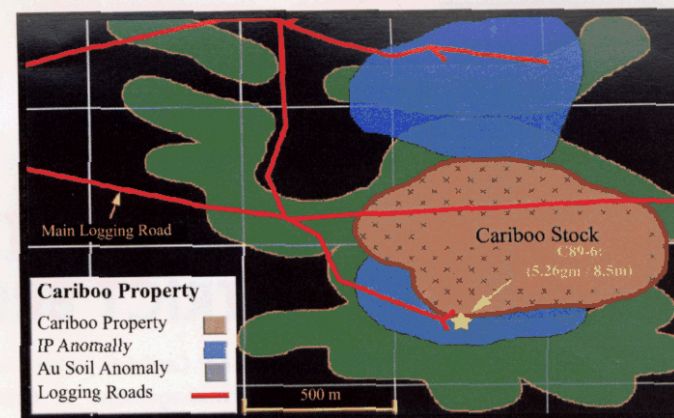 Main Logging Road
Cariboo Stock
C89-6:
(5.26gm / 8.5m)
Cariboo Property
Cariboo Property
IP Anomally
Au Soil Anomaly
Logging Roads
500 m